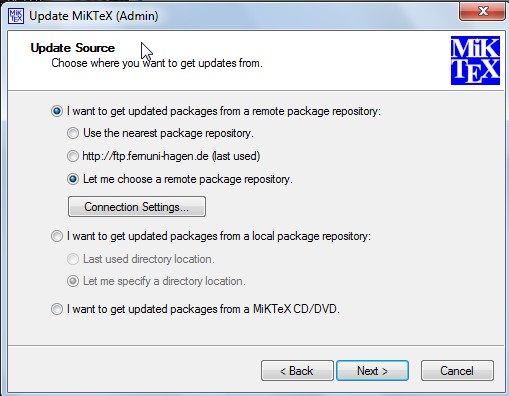 Update MiKTeX (Admin)
Update Source
Choose where you want to get updates from.
MiK
TEX
I want to get updated packages from a remote package repository:
Use the nearest package repository.
http://ftp.fernuni-hagen.de (last used)
Let me choose a remote package repository.
Connection Settings...
I want to get updated packages from a local package repository:
Last used directory location.
Let me specify a directory location.
I want to get updated packages from a MiKTeX CD/DVD.
< Back Next > Cancel